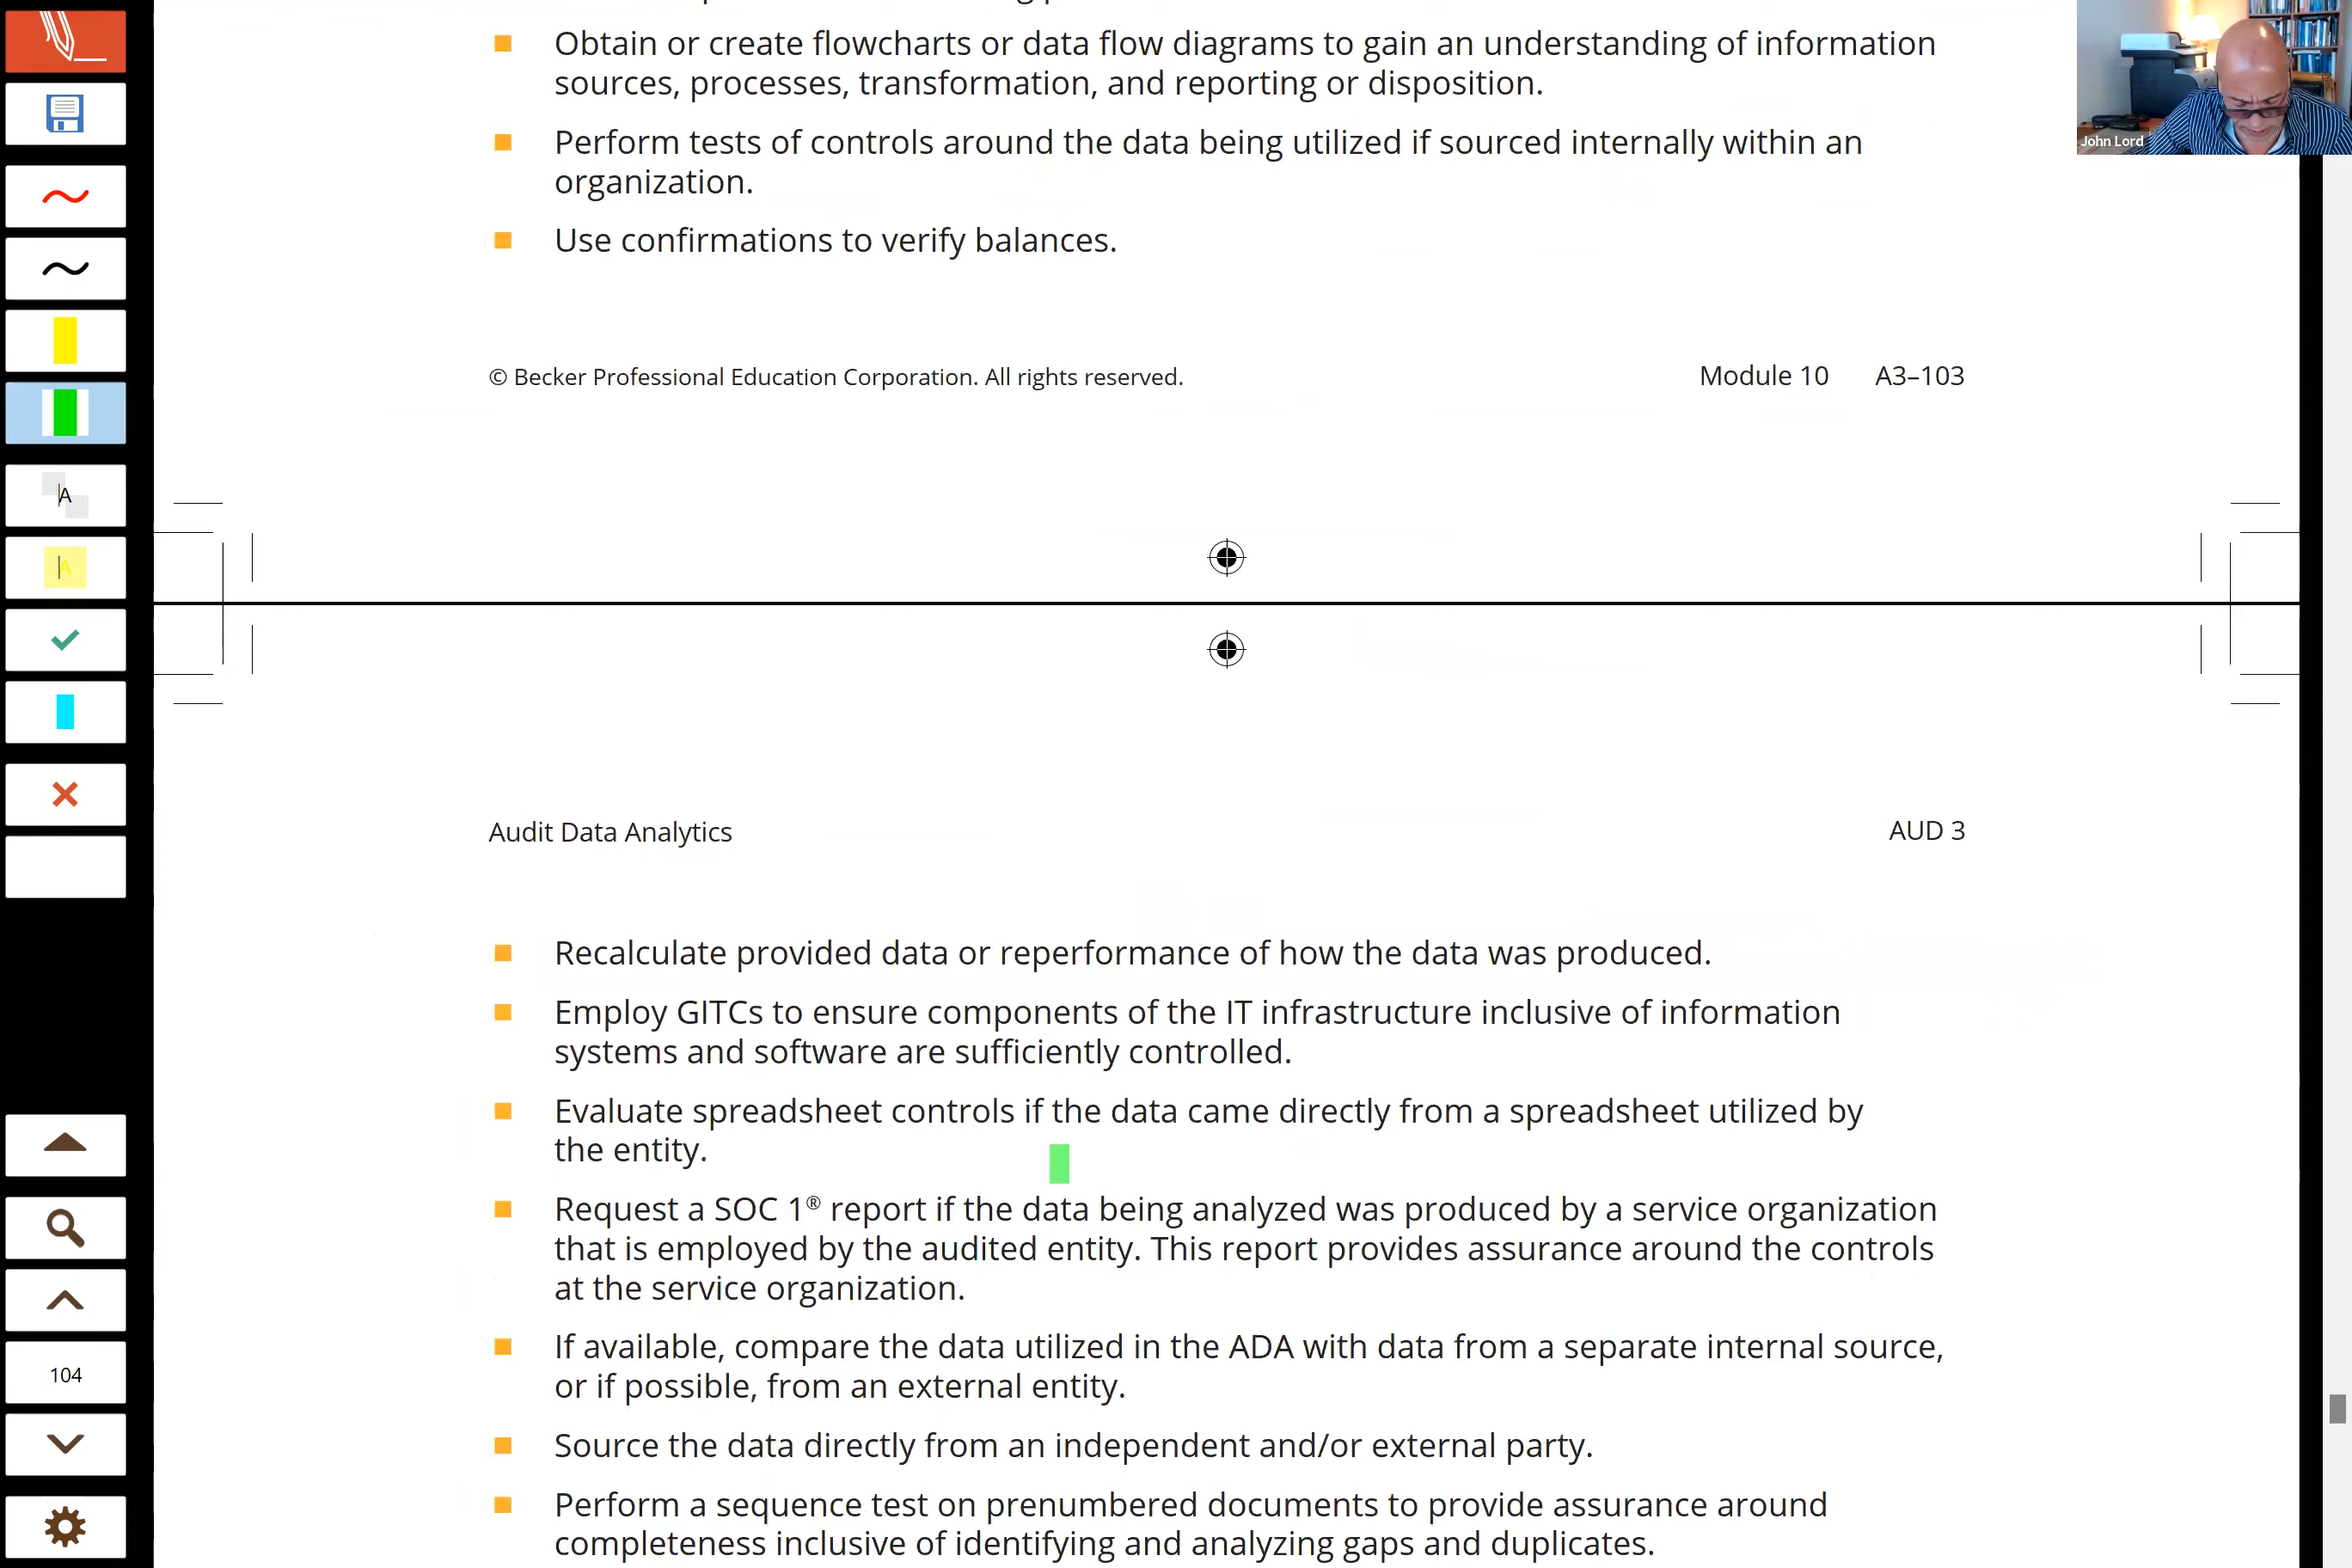 Obtain or create flowcharts or data flow diagrams to gain an understanding of information
sources, processes, transformation, and reporting or disposition.
Perform tests of controls around the data being utilized if sourced internally within an
organization.
Use confirmations to verify balances.
© Becker Professional Education Corporation. All rights reserved.
Module 10 A3–103
John Lord
Audit Data Analytics
AUD 3
Recalculate provided data or reperformance of how the data was produced.
Employ GITCs to ensure components of the IT infrastructure inclusive of information
systems and software are sufficiently controlled.
Evaluate spreadsheet controls if the data came directly from a spreadsheet utilized by
the entity.
Request a SOC 1® report if the data being analyzed was produced by a service organization
that is employed by the audited entity. This report provides assurance around the controls
at the service organization.
If available, compare the data utilized in the ADA with data from a separate internal source,
or if possible, from an external entity.
Source the data directly from an independent and/or external party.
Perform a sequence test on prenumbered documents to provide assurance around
completeness inclusive of identifying and analyzing gaps and duplicates.
A
A
104